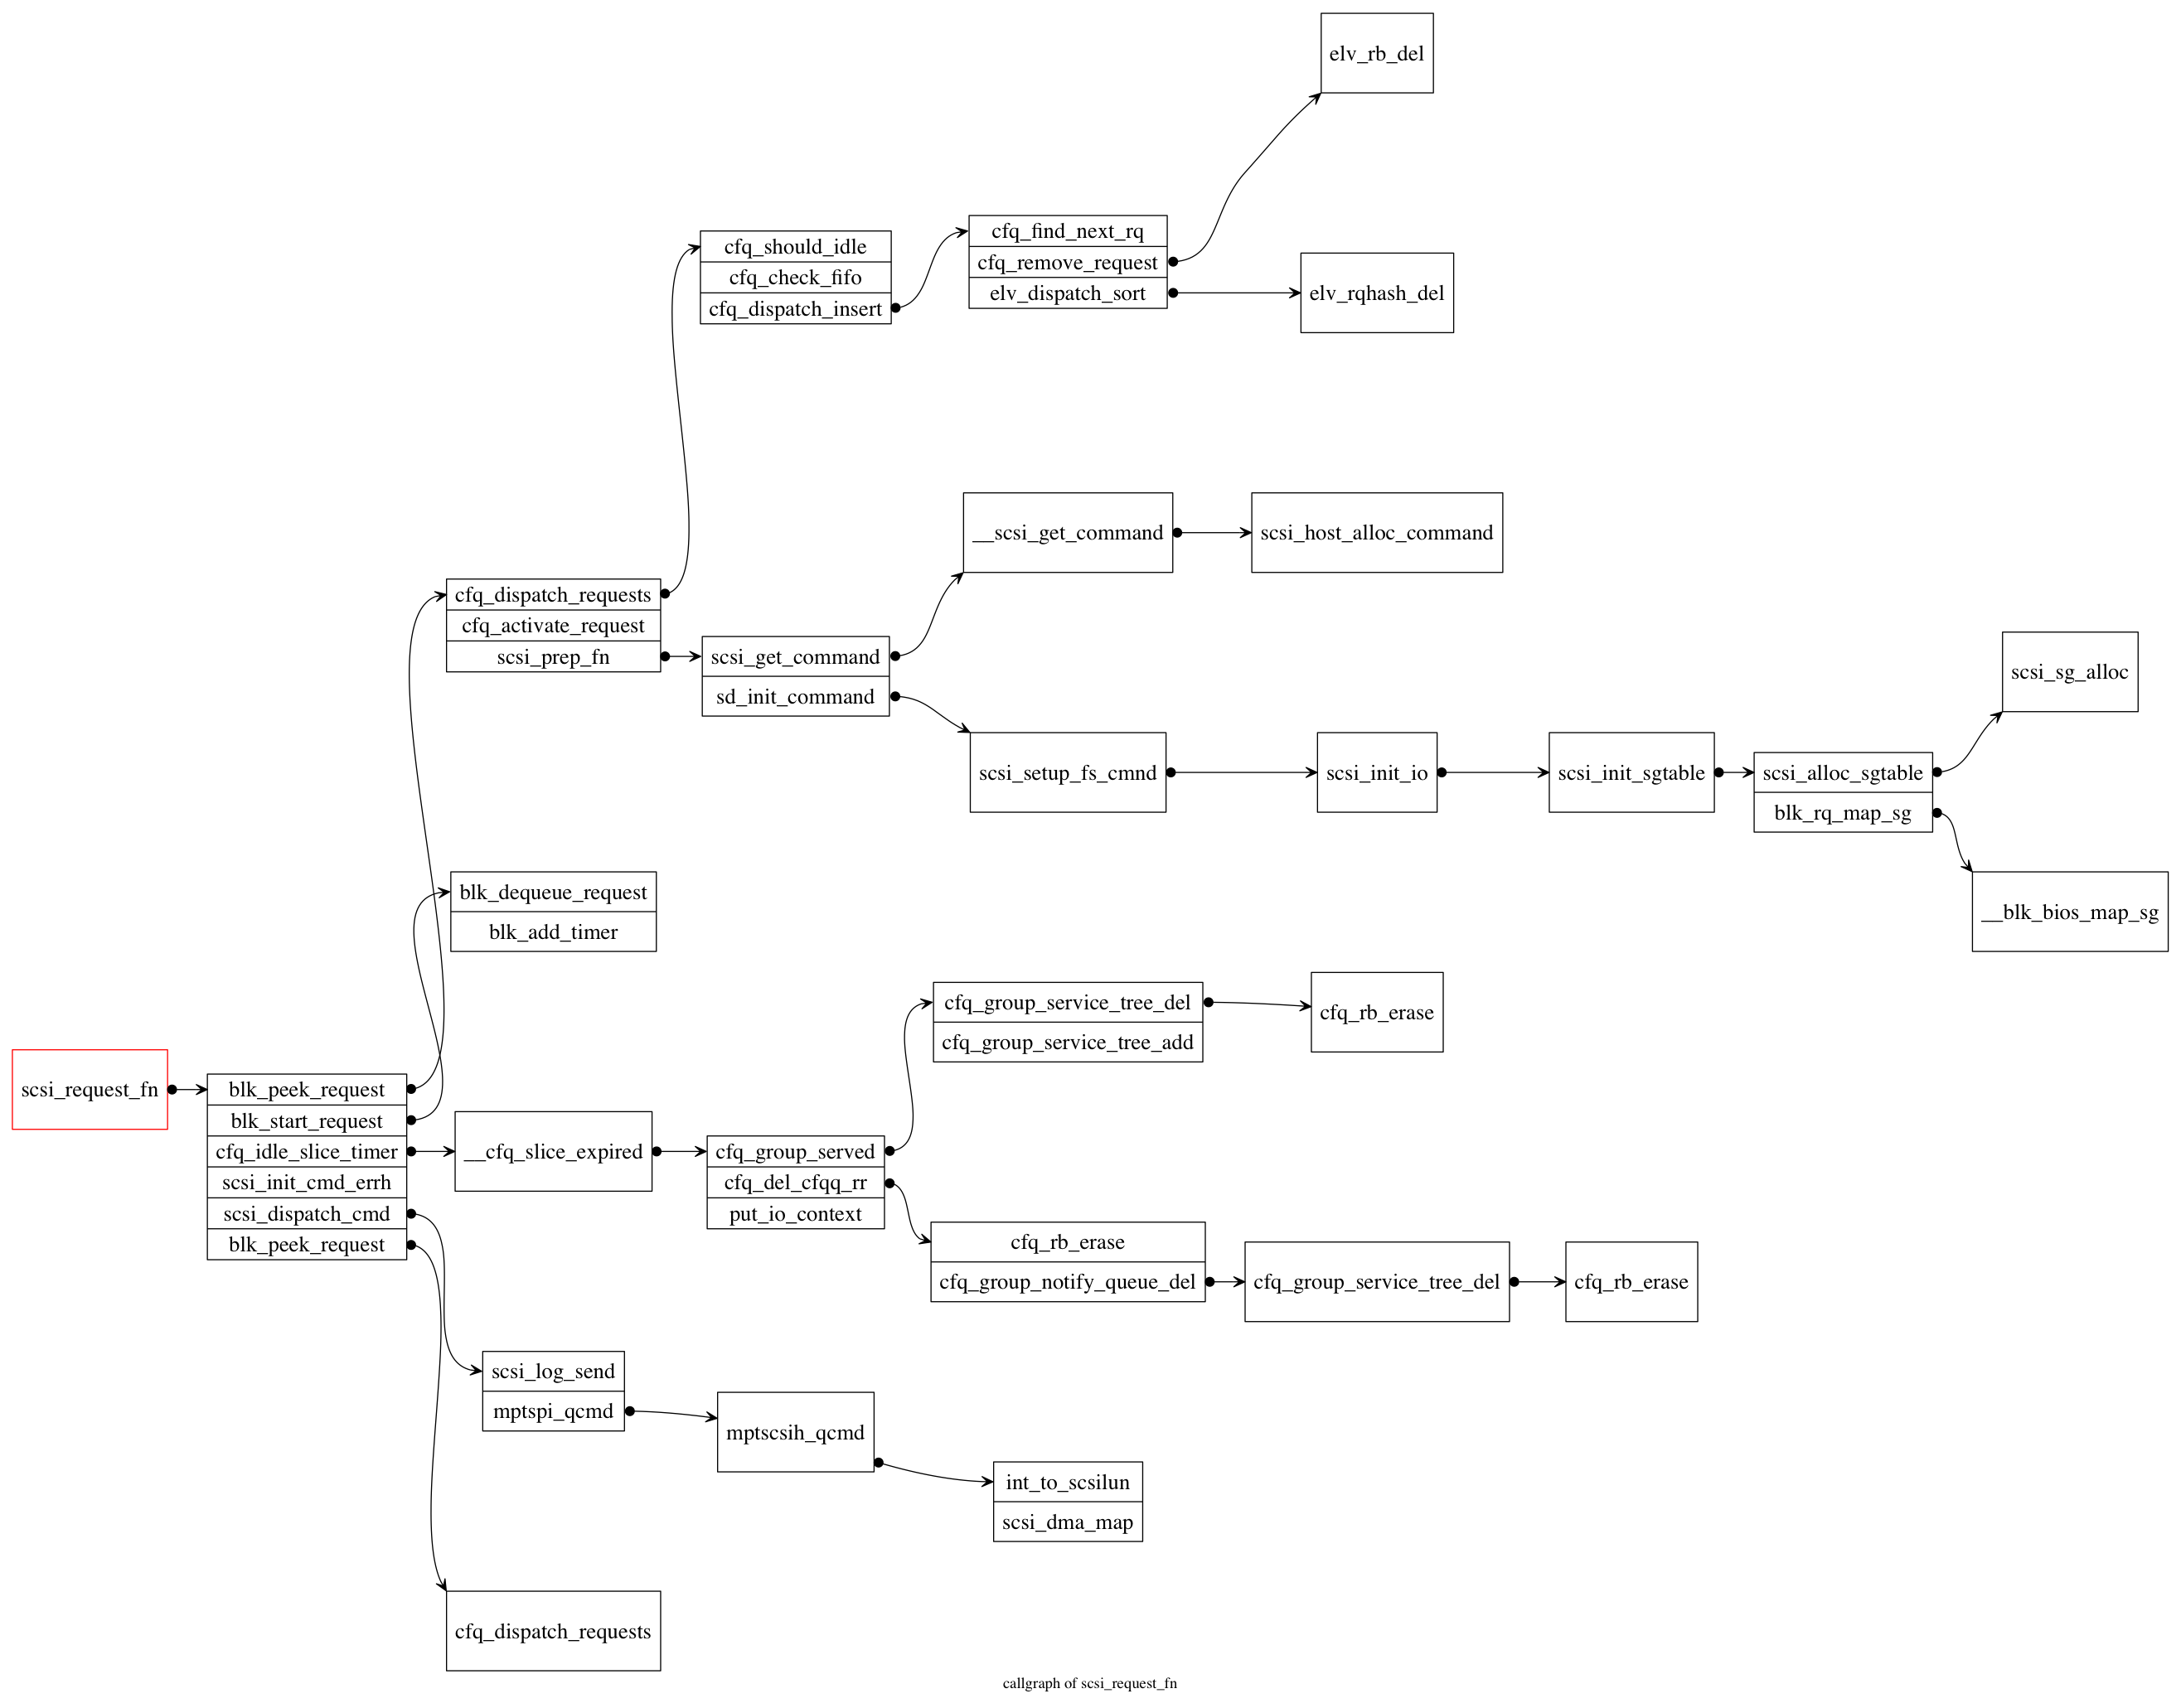 elv_rb_del
cfq_should_idle
cfq_check_fifo
cfq_dispatch_insert
cfq_find_next_rq
cfq_remove_request
elv_dispatch_sort
elv_rqhash_del
__scsi_get_command
scsi_host_alloc_command
cfq_dispatch_requests
cfq_activate_request
scsi_prep_fn
scsi_get_command
sd_init_command
scsi_setup_fs_cmnd
scsi_init_io
scsi_init_sgtable
scsi_alloc_sgtable
blk_rq_map_sg
scsi_sg_alloc
__blk_bios_map_sg
blk_dequeue_request
blk_add_timer
scsi_request_fn
blk_peek_request
blk_start_request
cfq_idle_slice_timer
scsi_init_cmd_errh
scsi_dispatch_cmd
blk_peek_request
__cfq_slice_expired
cfq_group_served
cfq_del_cfqq_rr
put_io_context
cfq_group_service_tree_del
cfq_group_service_tree_add
cfq_rb_erase
cfq_rb_erase
cfq_group_notify_queue_del
cfq_group_service_tree_del
cfq_rb_erase
scsi_log_send
mptspi_qcmd
mptscsih_qcmd
int_to_scsilun
scsi_dma_map
cfq_dispatch_requests
callgraph of scsi_request_fn